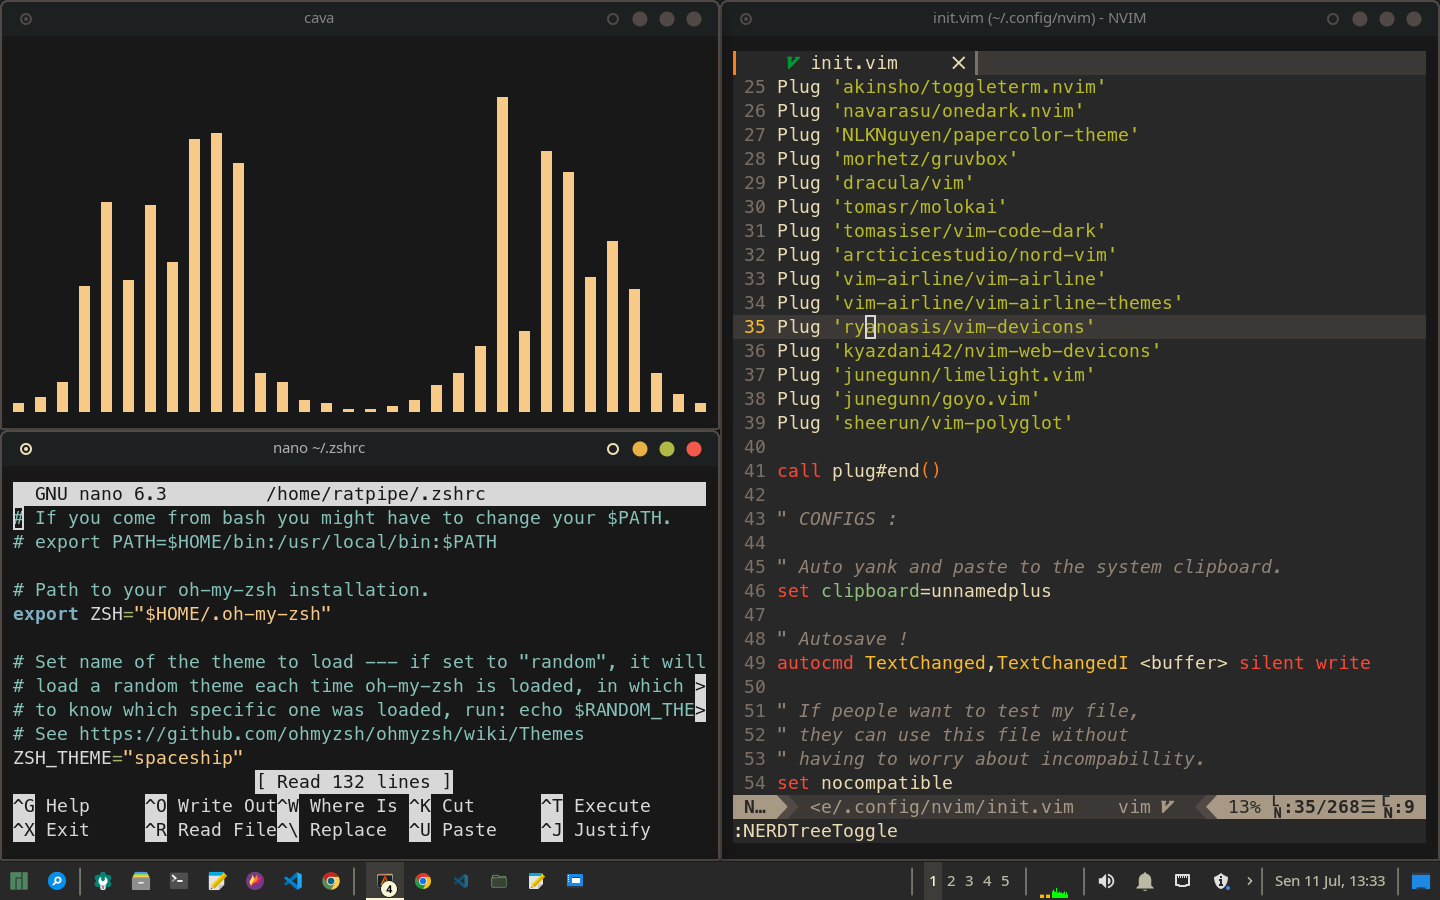 cava
nano ~/.zshrc
GNU nano 6.3 /home/ratpipe/.zshrc
# If you come from bash you might have to change your $PATH.
# export PATH=$HOME/bin:/usr/local/bin:$PATH
# Path to your oh-my-zsh installation.
export ZSH="$HOME/.oh-my-zsh"
# Set name of the theme to load --- if set to "random", it will
# load a random theme each time oh-my-zsh is loaded, in which >
# to know which specific one was loaded, run: echo $RANDOM_THE>
# See https://github.com/ohmyzsh/ohmyzsh/wiki/Themes
ZSH_THEME="spaceship"
[ Read 132 lines ]
^G Help ^O Write Out ^W Where Is ^K Cut ^T Execute
^X Exit ^R Read File ^\ Replace ^U Paste ^J Justify
init.vim (~/.config/nvim) - NVIM
init.vim
25 Plug 'akinsho/toggleterm.nvim'
26 Plug 'navarasu/onedark.nvim'
27 Plug 'NLKNguyen/papercolor-theme'
28 Plug 'morhetz/gruvbox'
29 Plug 'dracula/vim'
30 Plug 'tomasr/molokai'
31 Plug 'tomasiser/vim-code-dark'
32 Plug 'arcticicestudio/nord-vim'
33 Plug 'vim-airline/vim-airline'
34 Plug 'vim-airline/vim-airline-themes'
35 Plug 'ryanoasis/vim-devicons'
36 Plug 'kyazdani42/nvim-web-devicons'
37 Plug 'junegunn/limelight.vim'
38 Plug 'junegunn/goyo.vim'
39 Plug 'sheerun/vim-polyglot'
40
41 call plug#end()
42
43 " CONFIGS :
44
45 " Auto yank and paste to the system clipboard.
46 set clipboard=unnamedplus
47
48 " Autosave !
49 autocmd TextChanged,TextChangedI <buffer> silent write
50
51 " If people want to test my file,
52 " they can use this file without
53 " having to worry about incompabillity.
54 set nocompatible
N… <e/.config/nvim/init.vim vim 13% LN:35/268☰ CN:9
:NERDTreeToggle
4 1 2 3 4 5 Sen 11 Jul, 13:33